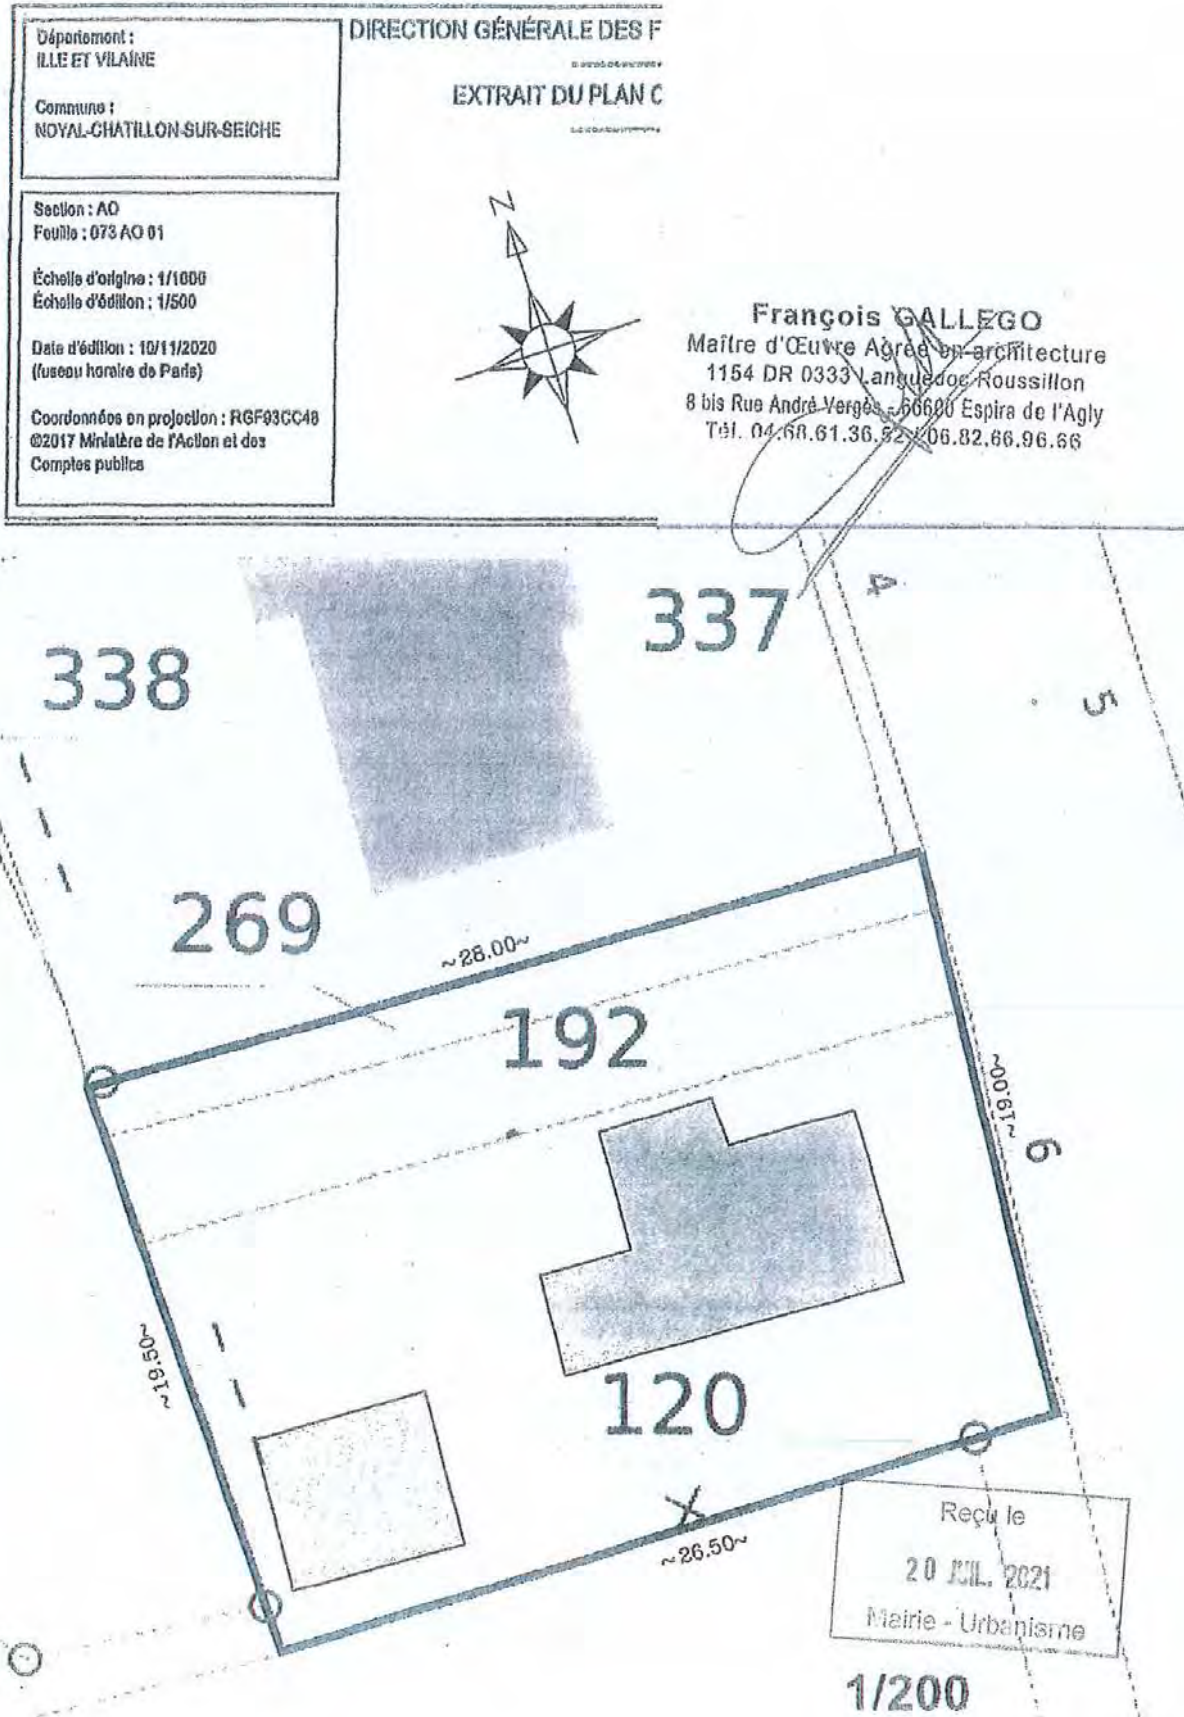 Département :
ILLE ET VILAINE
Commune :
NOYAL-CHATILLON-SUR-SEICHE
DIRECTION GÉNÉRALE DES F
EXTRAIT DU PLAN C
Section : AO
Feuille : 073 AO 01
Échelle d'origine : 1/1000
Échelle d'édition : 1/500
Date d'édition : 10/11/2020
(fuseau horaire de Paris)
Coordonnées en projection : RGF93CC48
©2017 Ministère de l'Action et des
Comptes publics
N
François GALLEGO
Maître d'Œuvre Agréé en architecture
1154 DR 0333 Languedoc Roussillon
8 bis Rue André Vergès - 66600 Espira de l'Agly
Tél. 04.68.61.36.52 / 06.82.66.96.66
4
337
338
5
269
~28.00~
192
~19.00~
6
~19.50~
120
~26.50~
Reçu le
20 JUIL. 2021
Mairie - Urbanisme
1/200